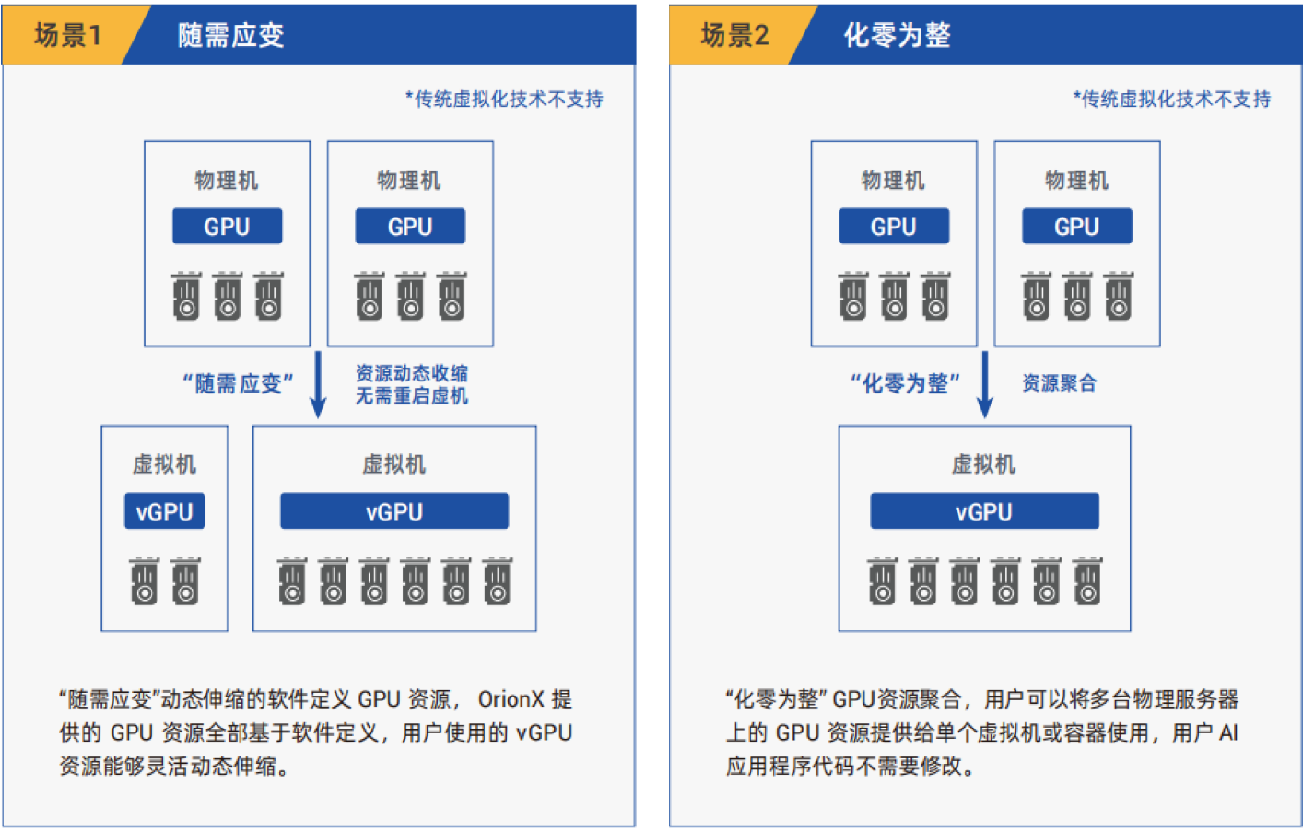 场景1
随需应变
*传统虚拟化技术不支持
物理机
物理机
GPU
GPU
“随需应变”
资源动态收缩
无需重启虚机
虚拟机
虚拟机
vGPU
vGPU
“随需应变”动态伸缩的软件定义 GPU 资源， OrionX 提
供的 GPU 资源全部基于软件定义，用户使用的 vGPU
资源能够灵活动态伸缩。
场景2
化零为整
*传统虚拟化技术不支持
物理机
物理机
GPU
GPU
“化零为整”
资源聚合
虚拟机
vGPU
“化零为整” GPU资源聚合，用户可以将多台物理服务器
上的 GPU 资源提供给单个虚拟机或容器使用，用户 AI
应用程序代码不需要修改。